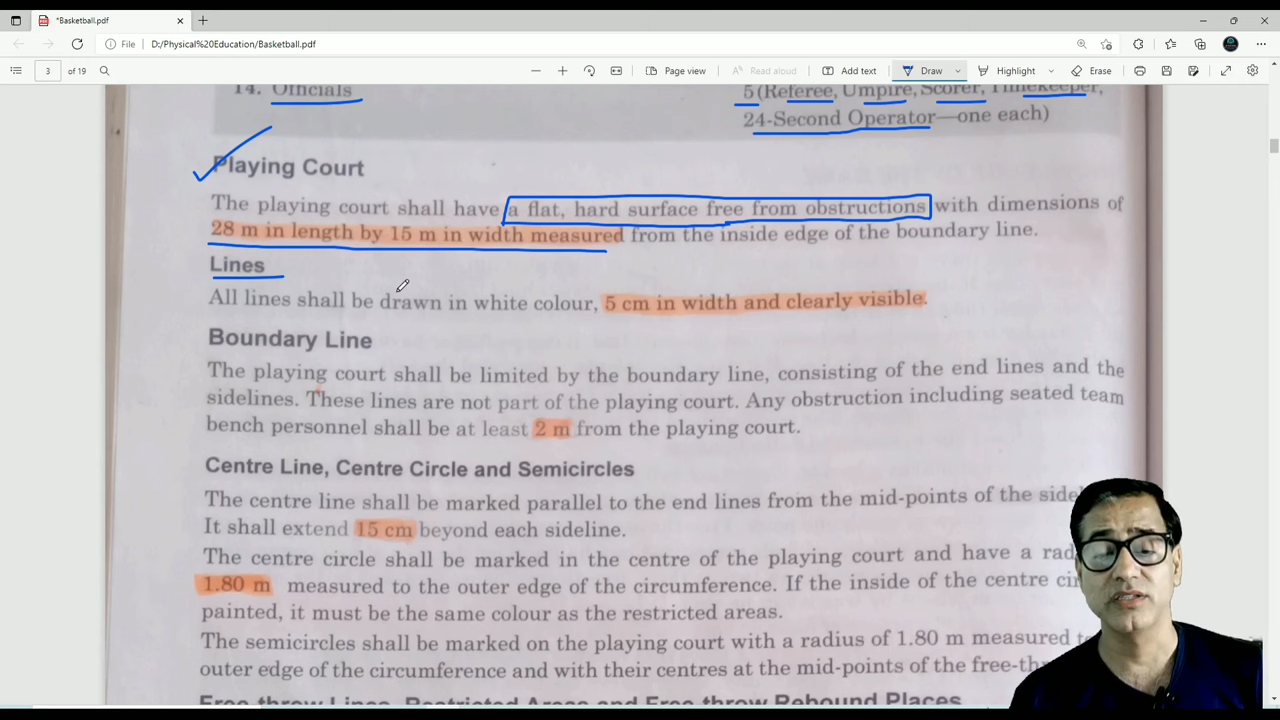 *Basketball.pdf
File D:/Physical%20Education/Basketball.pdf
3 of 19 Page view Read aloud Add text Draw Highlight Erase
14. Officials 5 (Referee, Umpire, Scorer, Timekeeper,
24-Second Operator—one each)
Playing Court
The playing court shall have a flat, hard surface free from obstructions with dimensions of
28 m in length by 15 m in width measured from the inside edge of the boundary line.
Lines
All lines shall be drawn in white colour, 5 cm in width and clearly visible.
Boundary Line
The playing court shall be limited by the boundary line, consisting of the end lines and the
sidelines. These lines are not part of the playing court. Any obstruction including seated team
bench personnel shall be at least 2 m from the playing court.
Centre Line, Centre Circle and Semicircles
The centre line shall be marked parallel to the end lines from the mid-points of the
It shall extend 15 cm beyond each sideline.
The centre circle shall be marked in the centre of the playing court and have a
1.80 m measured to the outer edge of the circumference. If the inside of the centre
painted, it must be the same colour as the restricted areas.
The semicircles shall be marked on the playing court with a radius of 1.80 m measured
outer edge of the circumference and with their centres at the mid-points of the
Free-throw Lines, Restricted Areas and Free-throw Rebound Places